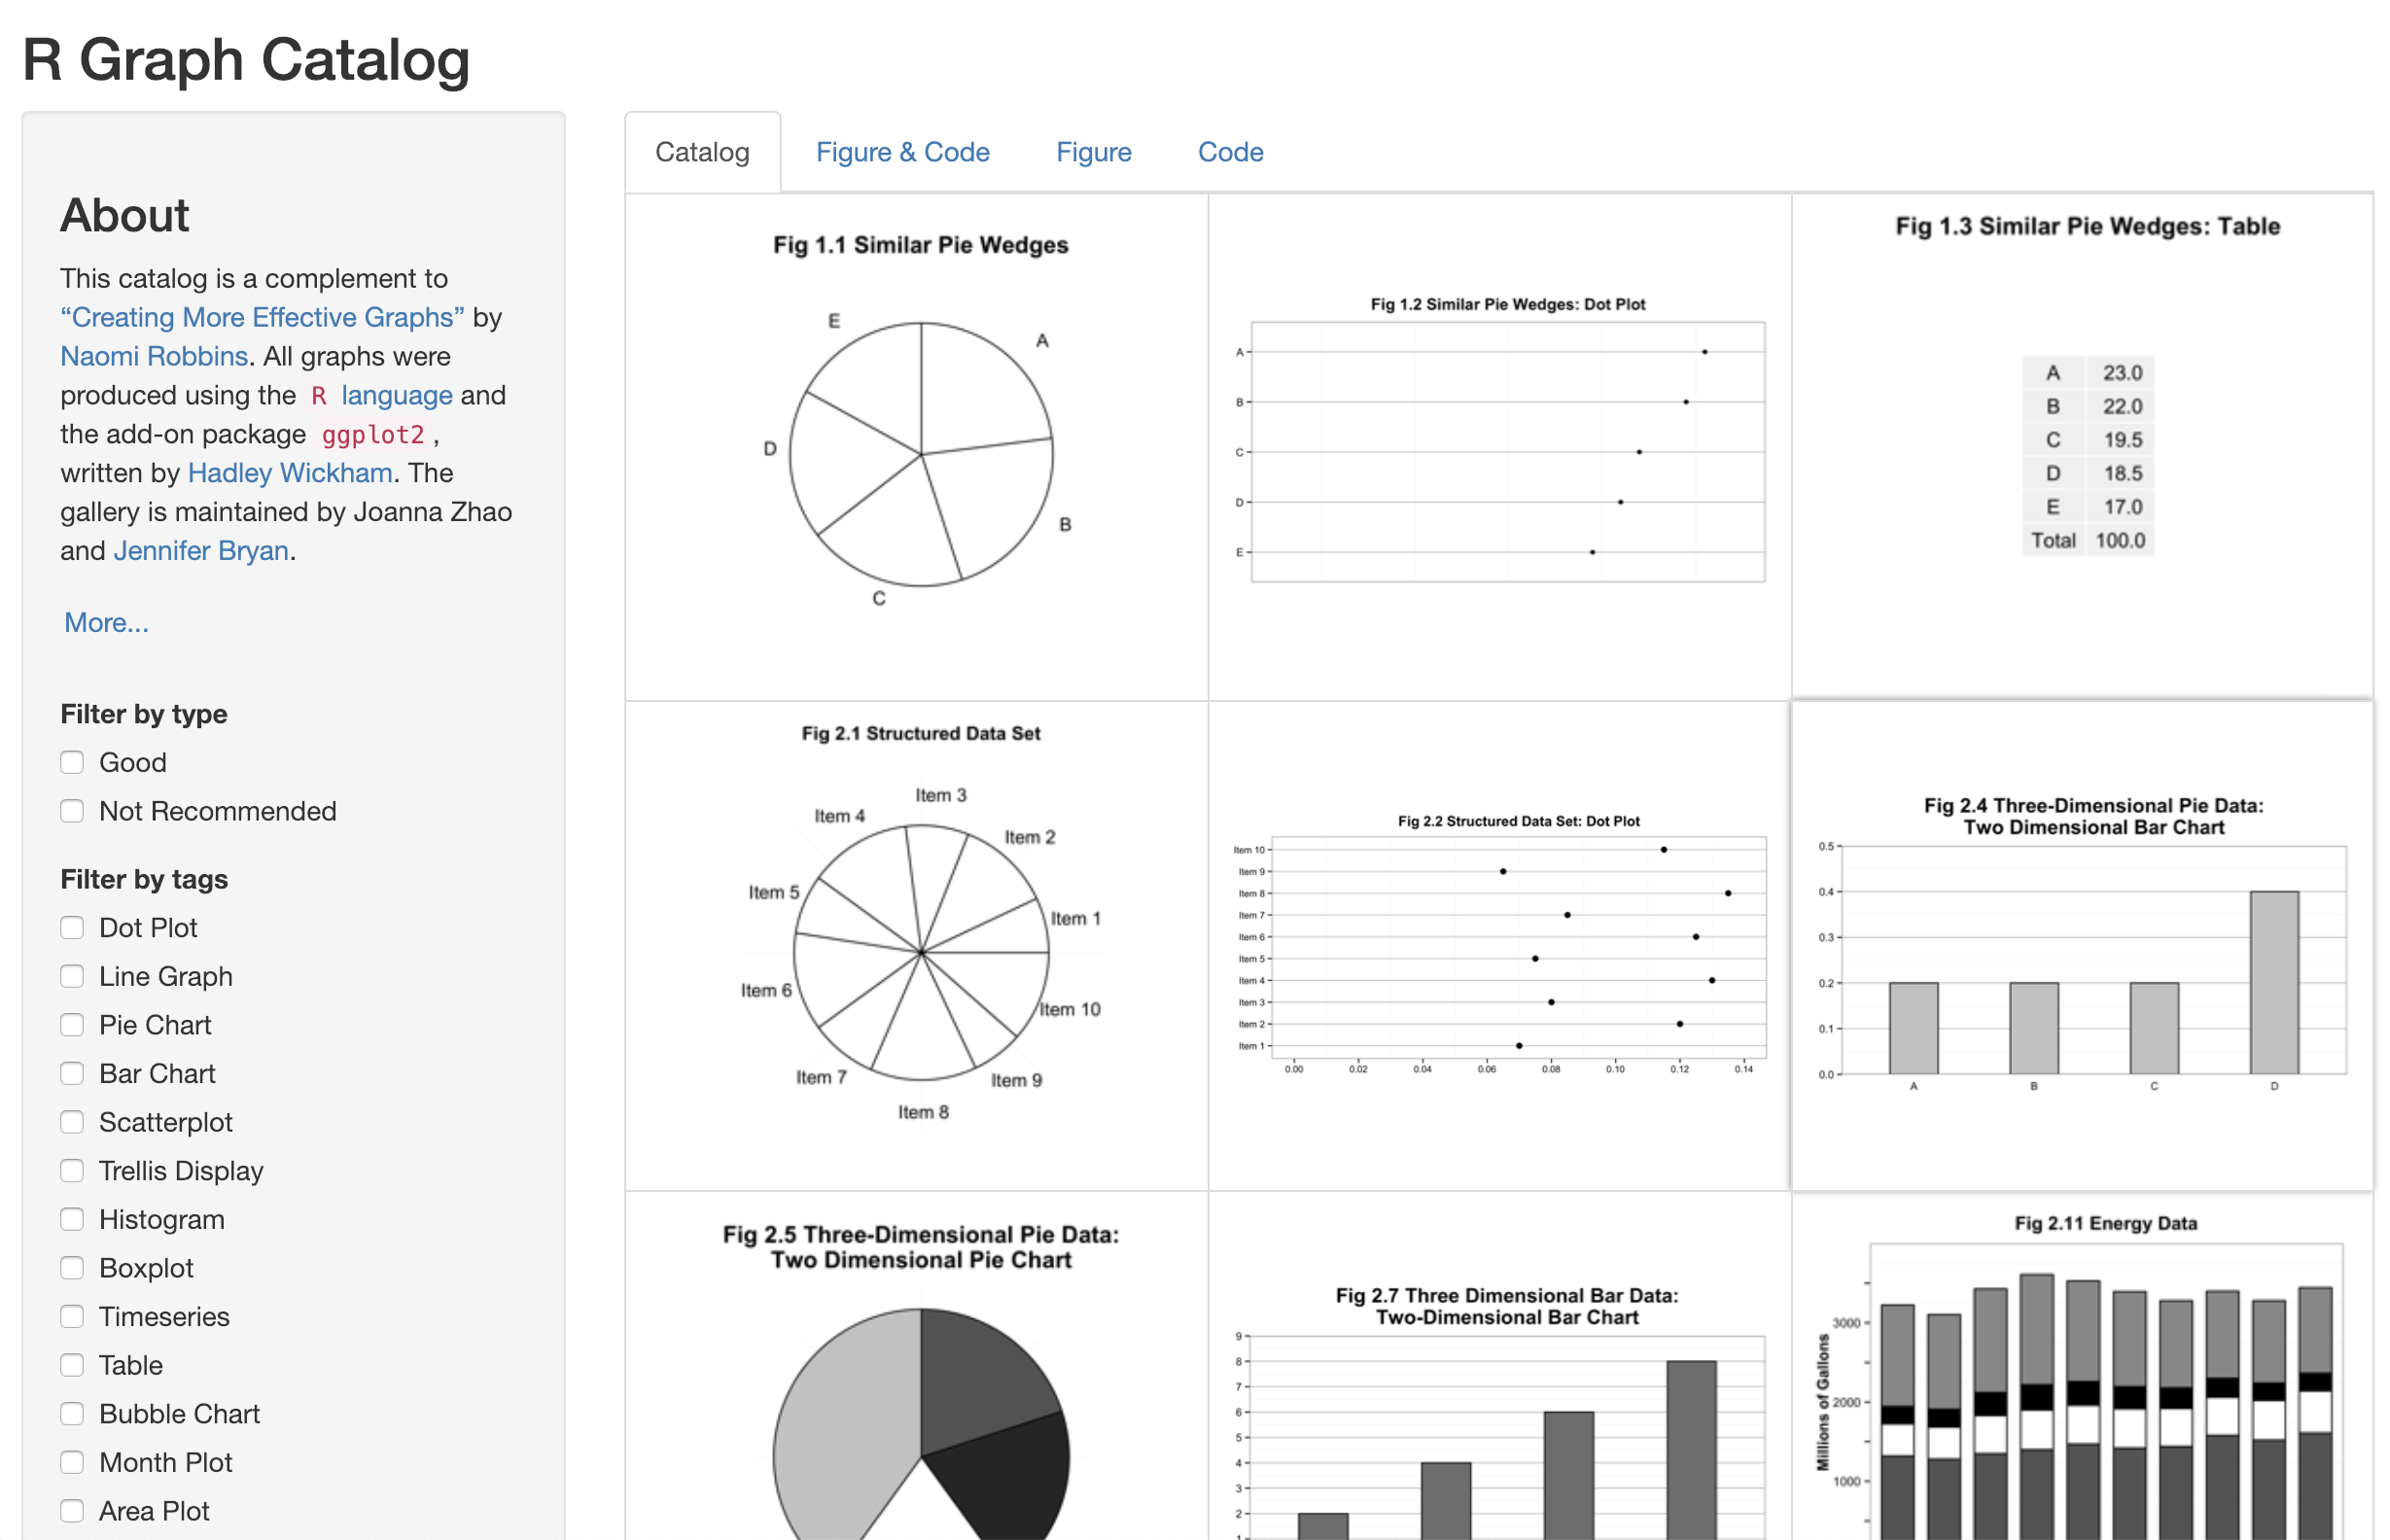 R Graph Catalog
About
This catalog is a complement to
“Creating More Effective Graphs” by
Naomi Robbins. All graphs were
produced using the R language and
the add-on package ggplot2 ,
written by Hadley Wickham. The
gallery is maintained by Joanna Zhao
and Jennifer Bryan.
More...
Filter by type
Good
Not Recommended
Filter by tags
Dot Plot
Line Graph
Pie Chart
Bar Chart
Scatterplot
Trellis Display
Histogram
Boxplot
Timeseries
Table
Bubble Chart
Month Plot
Area Plot
Catalog
Figure & Code
Figure
Code
Fig 1.1 Similar Pie Wedges
E
A
D
B
C
Fig 1.2 Similar Pie Wedges: Dot Plot
A
B
C
D
E
Fig 1.3 Similar Pie Wedges: Table
A 23.0
B 22.0
C 19.5
D 18.5
E 17.0
Total 100.0
Fig 2.1 Structured Data Set
Item 3
Item 4
Item 2
Item 5
Item 1
Item 6
Item 10
Item 7
Item 9
Item 8
Fig 2.2 Structured Data Set: Dot Plot
Item 10
Item 9
Item 8
Item 7
Item 6
Item 5
Item 4
Item 3
Item 2
Item 1
0.00 0.02 0.04 0.06 0.08 0.10 0.12 0.14
Fig 2.4 Three-Dimensional Pie Data:
Two Dimensional Bar Chart
0.5
0.4
0.3
0.2
0.1
0.0
A B C D
Fig 2.5 Three-Dimensional Pie Data:
Two Dimensional Pie Chart
Fig 2.7 Three Dimensional Bar Data:
Two-Dimensional Bar Chart
9
8
7
6
5
4
3
2
1
Fig 2.11 Energy Data
Millions of Gallons
3000
2000
1000